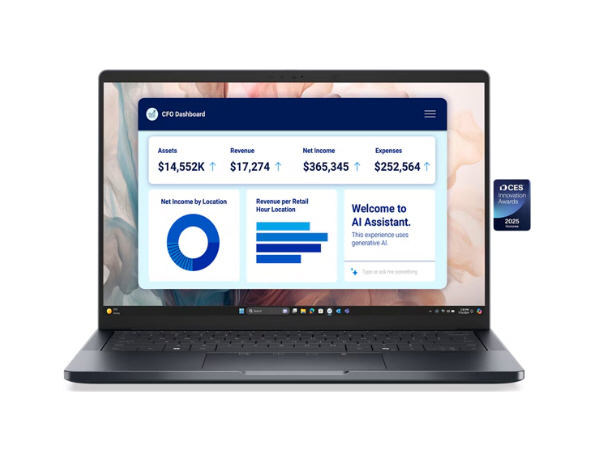 CFO Dashboard
Assets
Revenue
Net Income
Expenses
$14,552K ↑
$17,274 ↑
$365,345 ↑
$252,564 ↑
Net Income by Location
Revenue per Retail
Hour Location
Welcome to
AI Assistant.
This experience uses
generative AI.
Type or ask me something
CES
Innovation
Awards
2025
Honoree
Search